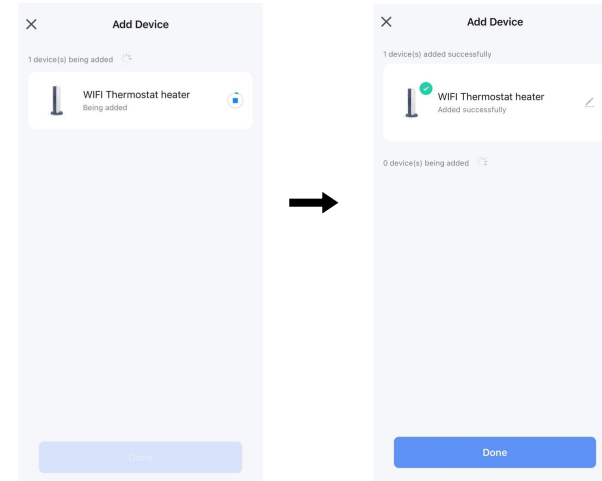 Add Device
1 device(s) being added
WIFI Thermostat heater
Being added
Done
Add Device
1 device(s) added successfully
WIFI Thermostat heater
Added successfully
0 device(s) being added
Done